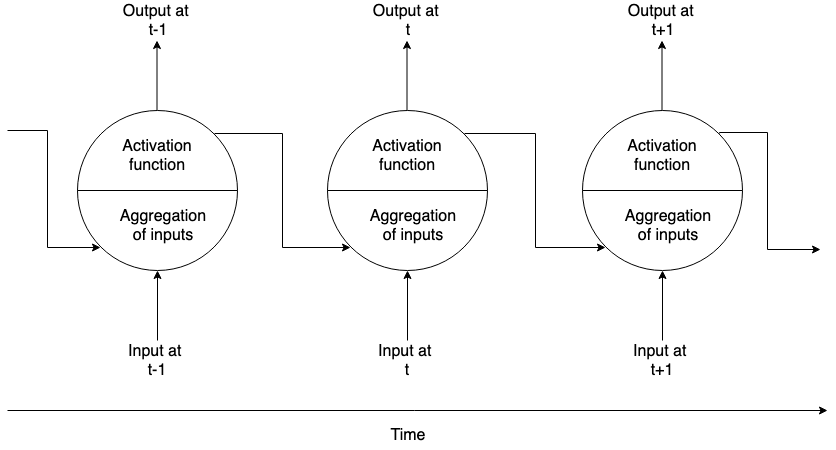 Output at
t-1
Output at
t
Output at
t+1
Activation
function
Activation
function
Activation
function
Aggregation
of inputs
Aggregation
of inputs
Aggregation
of inputs
Input at
t-1
Input at
t
Input at
t+1
Time